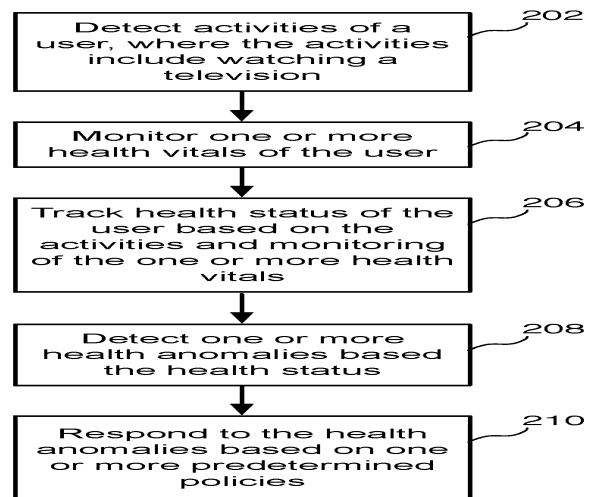 202
Detect activities of a
user, where the activities
include watching a
television
204
Monitor one or more
health vitals of the user
206
Track health status of the
user based on the
activities and monitoring
of the one or more health
vitals
208
Detect one or more
health anomalies based
the health status
210
Respond to the health
anomalies based on one
or more predetermined
policies